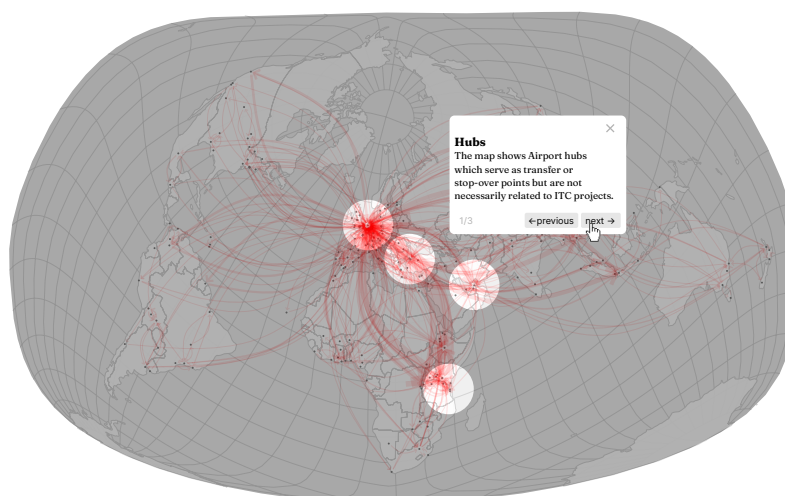 Hubs
The map shows Airport hubs
which serve as transfer or
stop-over points but are not
necessarily related to ITC projects.
1/3
←previous
next →